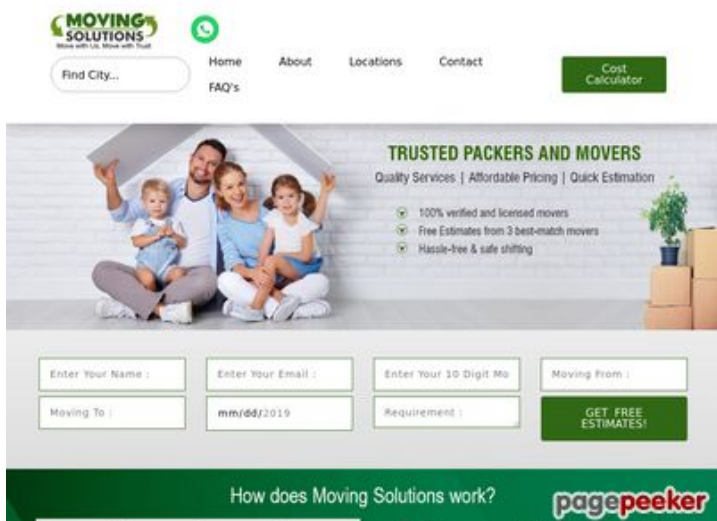 MOVING
SOLUTIONS
Move with Us, Move with Trust
Find City...
Home
About
Locations
Contact
FAQ's
Cost
Calculator
TRUSTED PACKERS AND MOVERS
Quality Services | Affordable Pricing | Quick Estimation
100% verified and licensed movers
Free Estimates from 3 best-match movers
Hassle-free & safe shifting
Enter Your Name :
Enter Your Email :
Enter Your 10 Digit Mo
Moving From :
Moving To :
mm/dd/2019
Requirement :
GET FREE
ESTIMATES!
How does Moving Solutions work?
pagepeeker